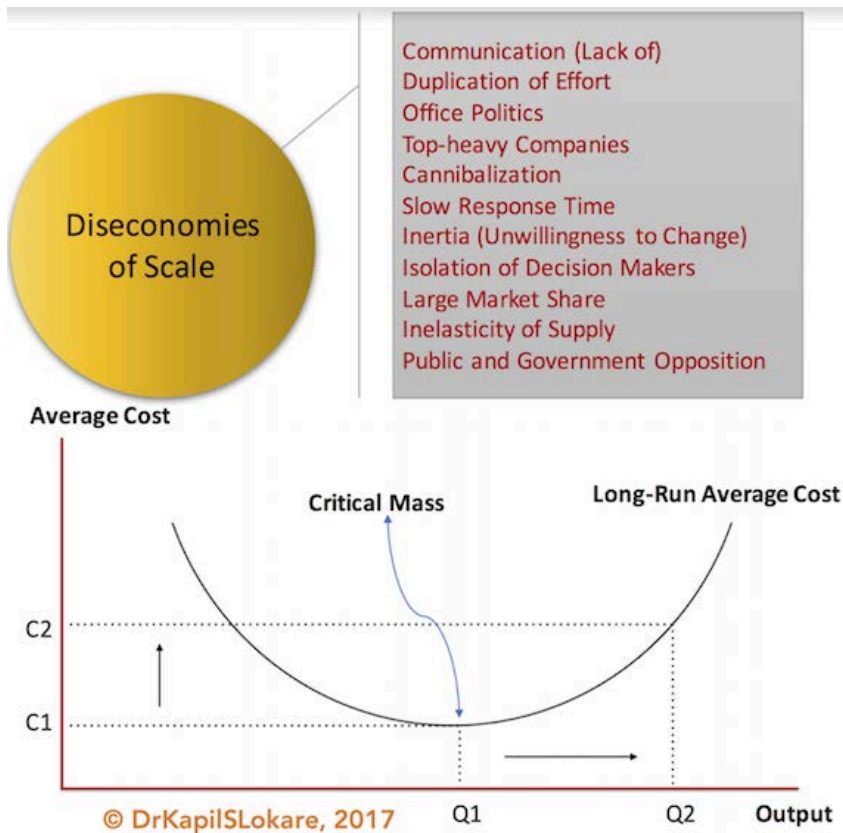 Communication (Lack of)
Duplication of Effort
Office Politics
Top-heavy Companies
Cannibalization
Slow Response Time
Inertia (Unwillingness to Change)
Isolation of Decision Makers
Large Market Share
Inelasticity of Supply
Public and Government Opposition
Diseconomies
of Scale
Average Cost
Critical Mass
Long-Run Average Cost
C2
C1
Q1
Q2
Output
© DrKapilSLokare, 2017